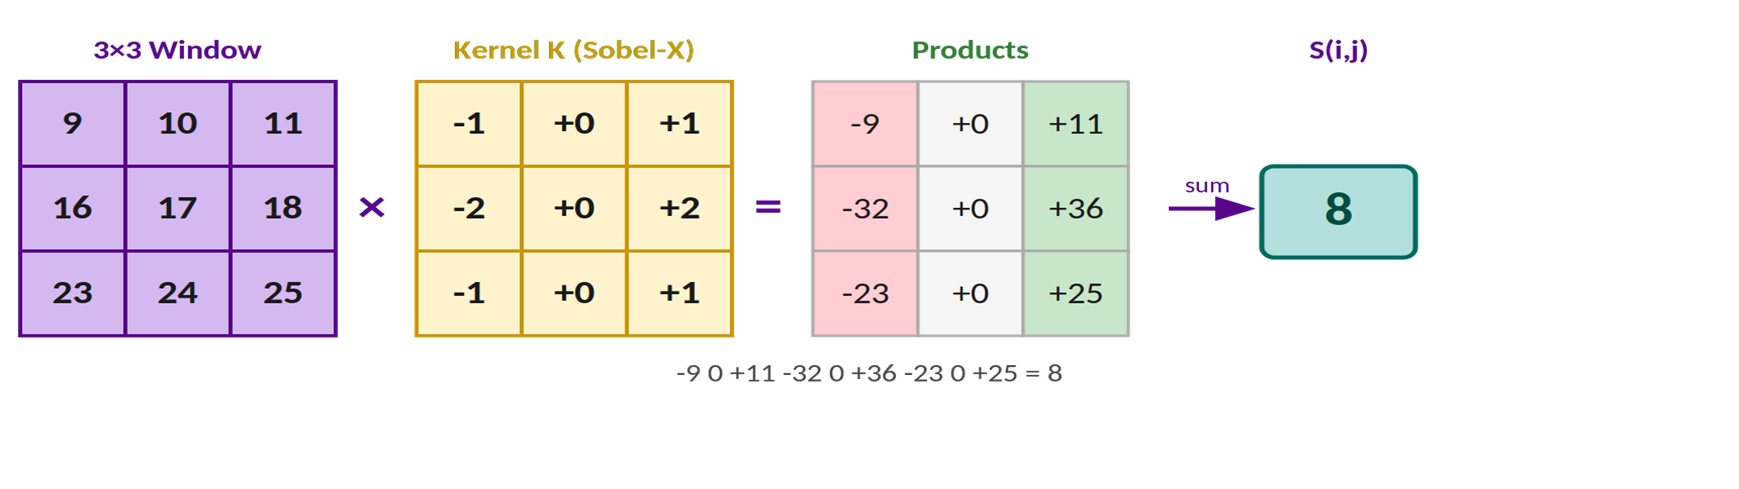 3×3 Window Kernel K (Sobel-X) Products S(i,j)
9 10 11 -1 +0 +1 -9 +0 +11
16 17 18 × -2 +0 +2 = -32 +0 +36 sum 8
23 24 25 -1 +0 +1 -23 +0 +25
-9 0 +11 -32 0 +36 -23 0 +25 = 8